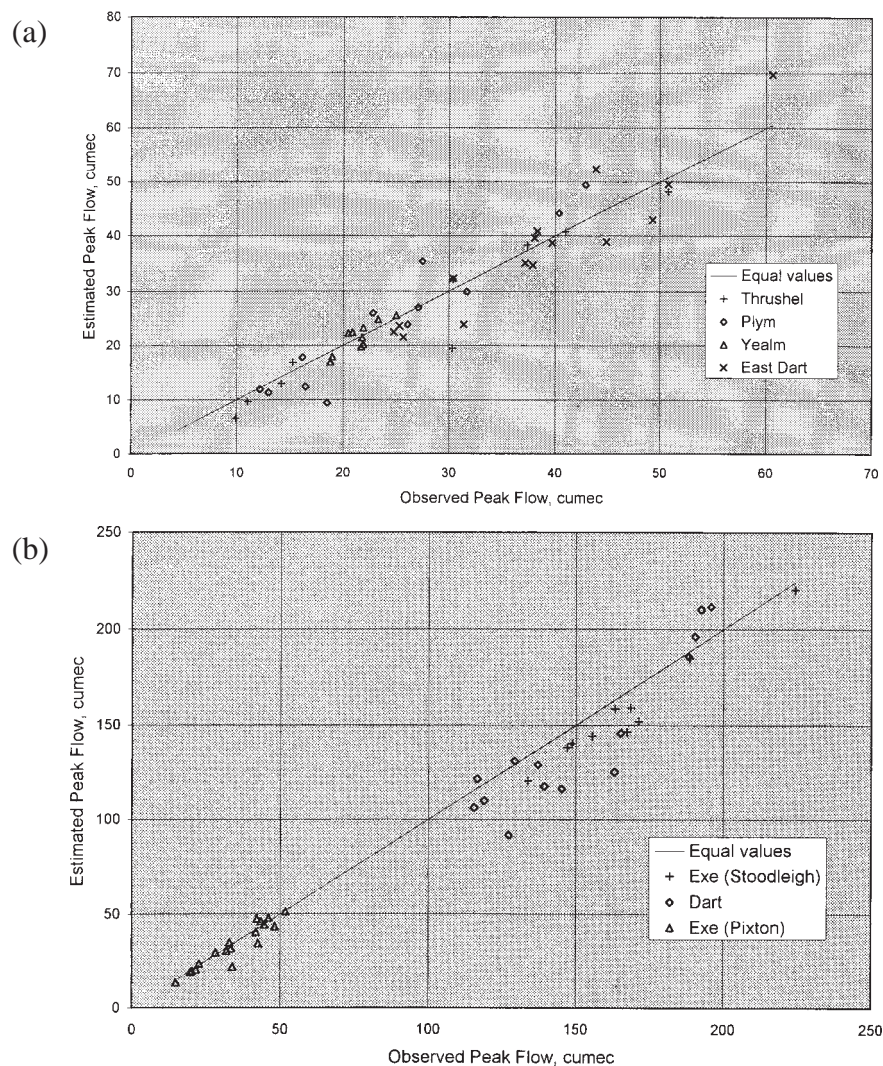 (a)
80
70
60
50
40
30
20
10
0
Estimated Peak Flow, cumec
Equal values
Thrushel
Plym
Yealm
East Dart
0 10 20 30 40 50 60 70
Observed Peak Flow, cumec
(b)
250
200
150
100
50
0
Estimated Peak Flow, cumec
Equal values
Exe (Stoodleigh)
Dart
Exe (Pixton)
0 50 100 150 200 250
Observed Peak Flow, cumec